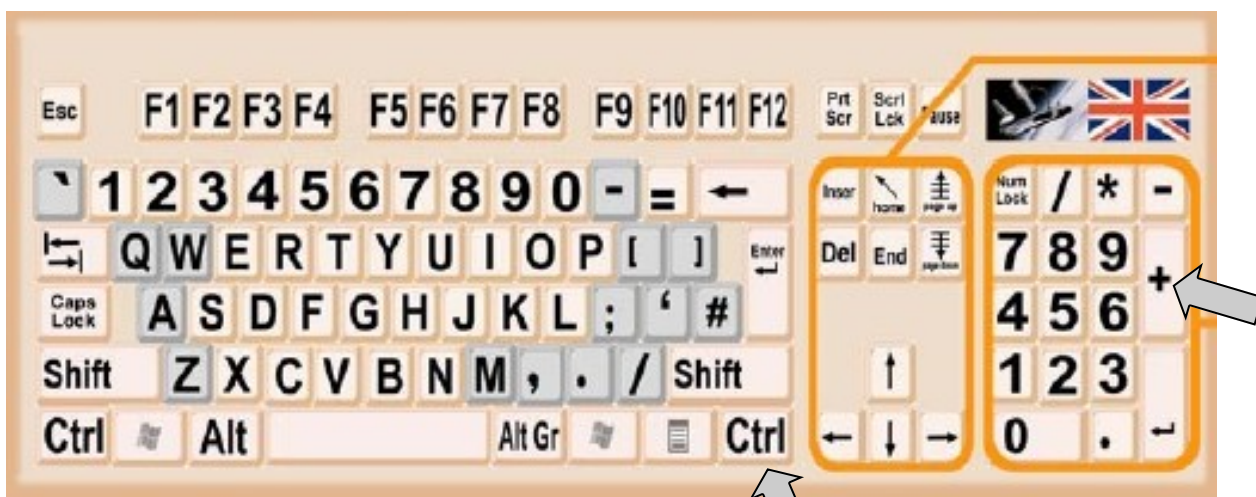 Esc F1 F2 F3 F4 F5 F6 F7 F8 F9 F10 F11 F12 Prt Scr Scrl Lck Pause
` 1 2 3 4 5 6 7 8 9 0 - = ← Inser home page up Num Lock / * -
Q W E R T Y U I O P [ ] Enter Del End page down 7 8 9 +
Caps Lock A S D F G H J K L ; ‘ # 4 5 6
Shift Z X C V B N M , . / Shift ↑ 1 2 3
Ctrl Alt Alt Gr Ctrl ← ↓ → 0 .